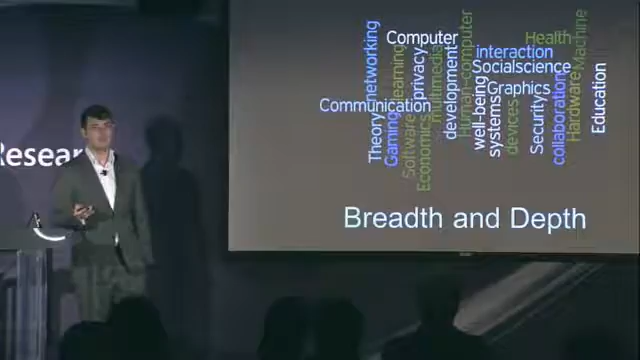 Resear
networking
Computer
Health
Machine
learning
privacy
multimedia
development
Human-computer
interaction
Socialscience
Graphics
Communication
Theory
Gaming
Software
Economics
well-being
systems
devices
Security
collaboration
Hardware
Education
Breadth and Depth